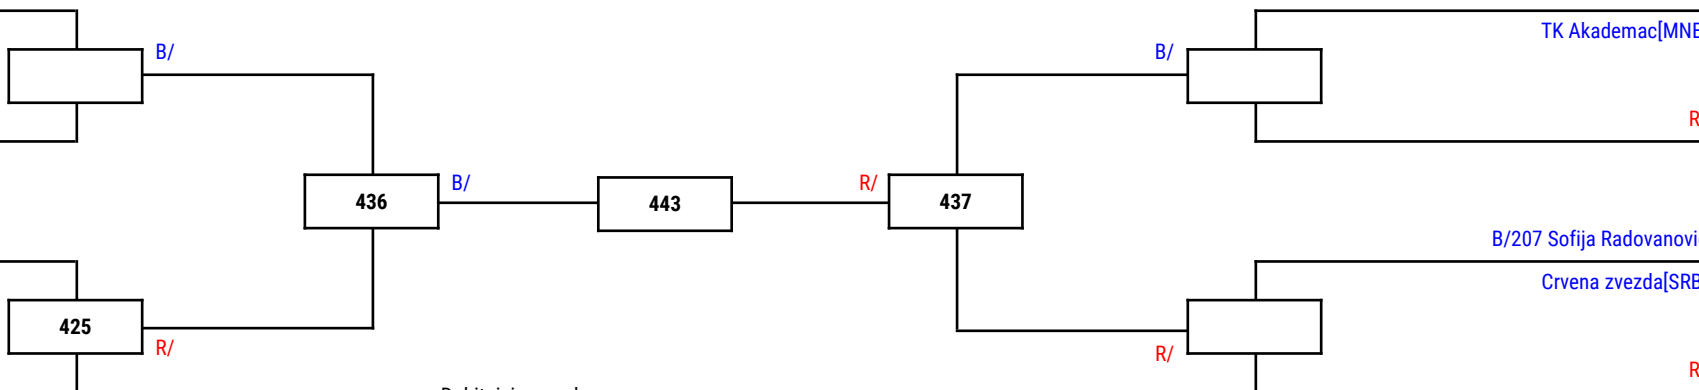 TK Akademac[MNE
B/
B/
R
436
B/
443
R/
437
B/207 Sofija Radovanovi
Crvena zvezda[SRB
425
R/
R/
R